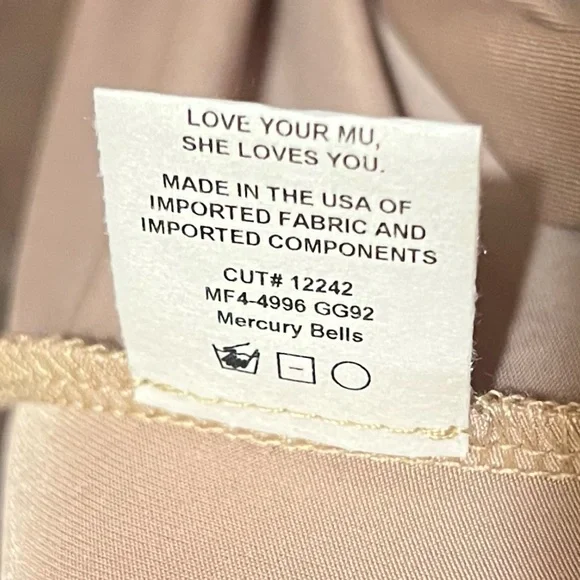 LOVE YOUR MU,
SHE LOVES YOU.
MADE IN THE USA OF
IMPORTED FABRIC AND
IMPORTED COMPONENTS
CUT# 12242
MF4-4996 GG92
Mercury Bells